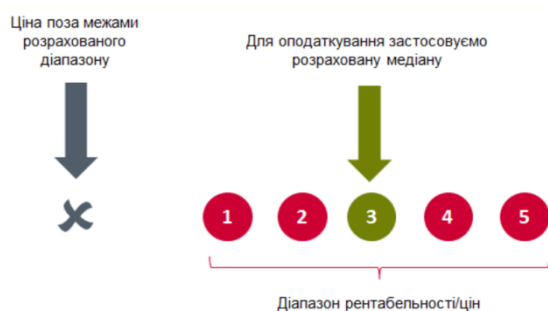 Ціна поза межами
розрахованого
діапазону
Для оподаткування застосовуємо
розраховану медіану
1
2
3
4
5
Діапазон рентабельності/цін